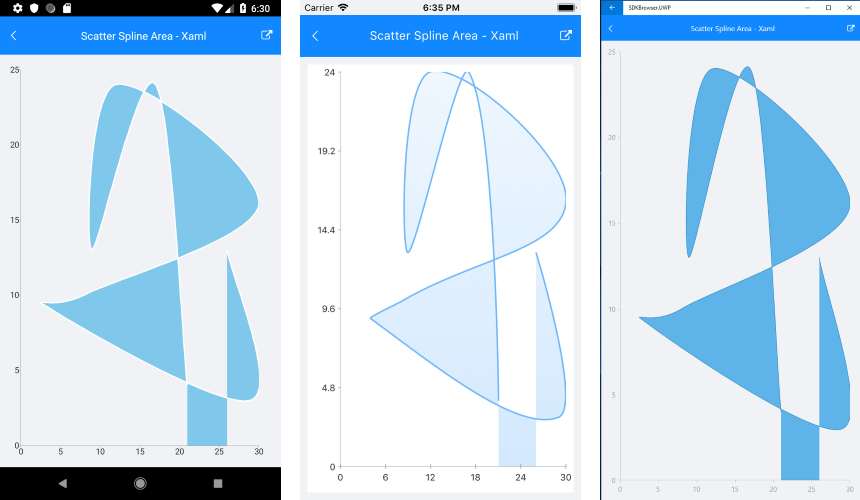 6:30
Scatter Spline Area - Xaml
25
20
15
10
5
0
0 5 10 15 20 25 30
Carrier 6:35 PM
Scatter Spline Area - Xaml
24
19.2
14.4
9.6
4.8
0
0 6 12 18 24 30
SDKBrowser.UWP
Scatter Spline Area - Xaml
25
20
15
10
5
0
0 5 10 15 20 25 30